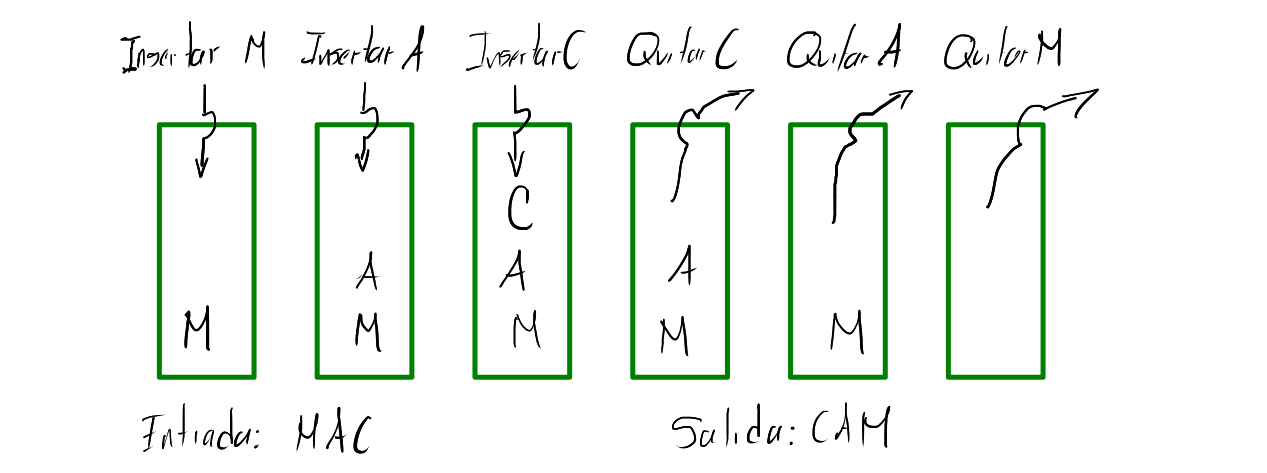 Insertar M Insertar A Insertar C Quitar C Quitar A Quitar M
C
A A A
M M M M M
Entrada: MAC Salida: CAM